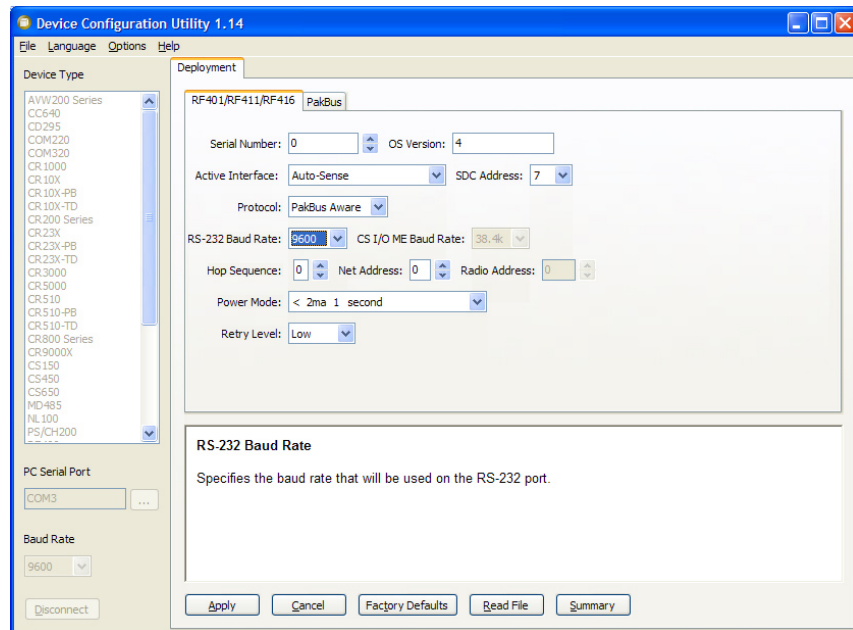 Device Configuration Utility 1.14
File Language Options Help
Device Type
AVW200 Series
CC640
CD295
COM220
COM320
CR1000
CR10X
CR10X-PB
CR10X-TD
CR200 Series
CR23X
CR23X-PB
CR23X-TD
CR3000
CR5000
CR510
CR510-PB
CR510-TD
CR800 Series
CR9000X
CS150
CS450
CS650
MD485
NL100
PS/CH200
PC Serial Port
COM3 ...
Baud Rate
9600
Disconnect
Deployment
RF401/RF411/RF416 PakBus
Serial Number: 0 OS Version: 4
Active Interface: Auto-Sense SDC Address: 7
Protocol: PakBus Aware
RS-232 Baud Rate: 9600 CS I/O ME Baud Rate: 38.4k
Hop Sequence: 0 Net Address: 0 Radio Address: 0
Power Mode: < 2ma 1 second
Retry Level: Low
RS-232 Baud Rate
Specifies the baud rate that will be used on the RS-232 port.
Apply Cancel Factory Defaults Read File Summary